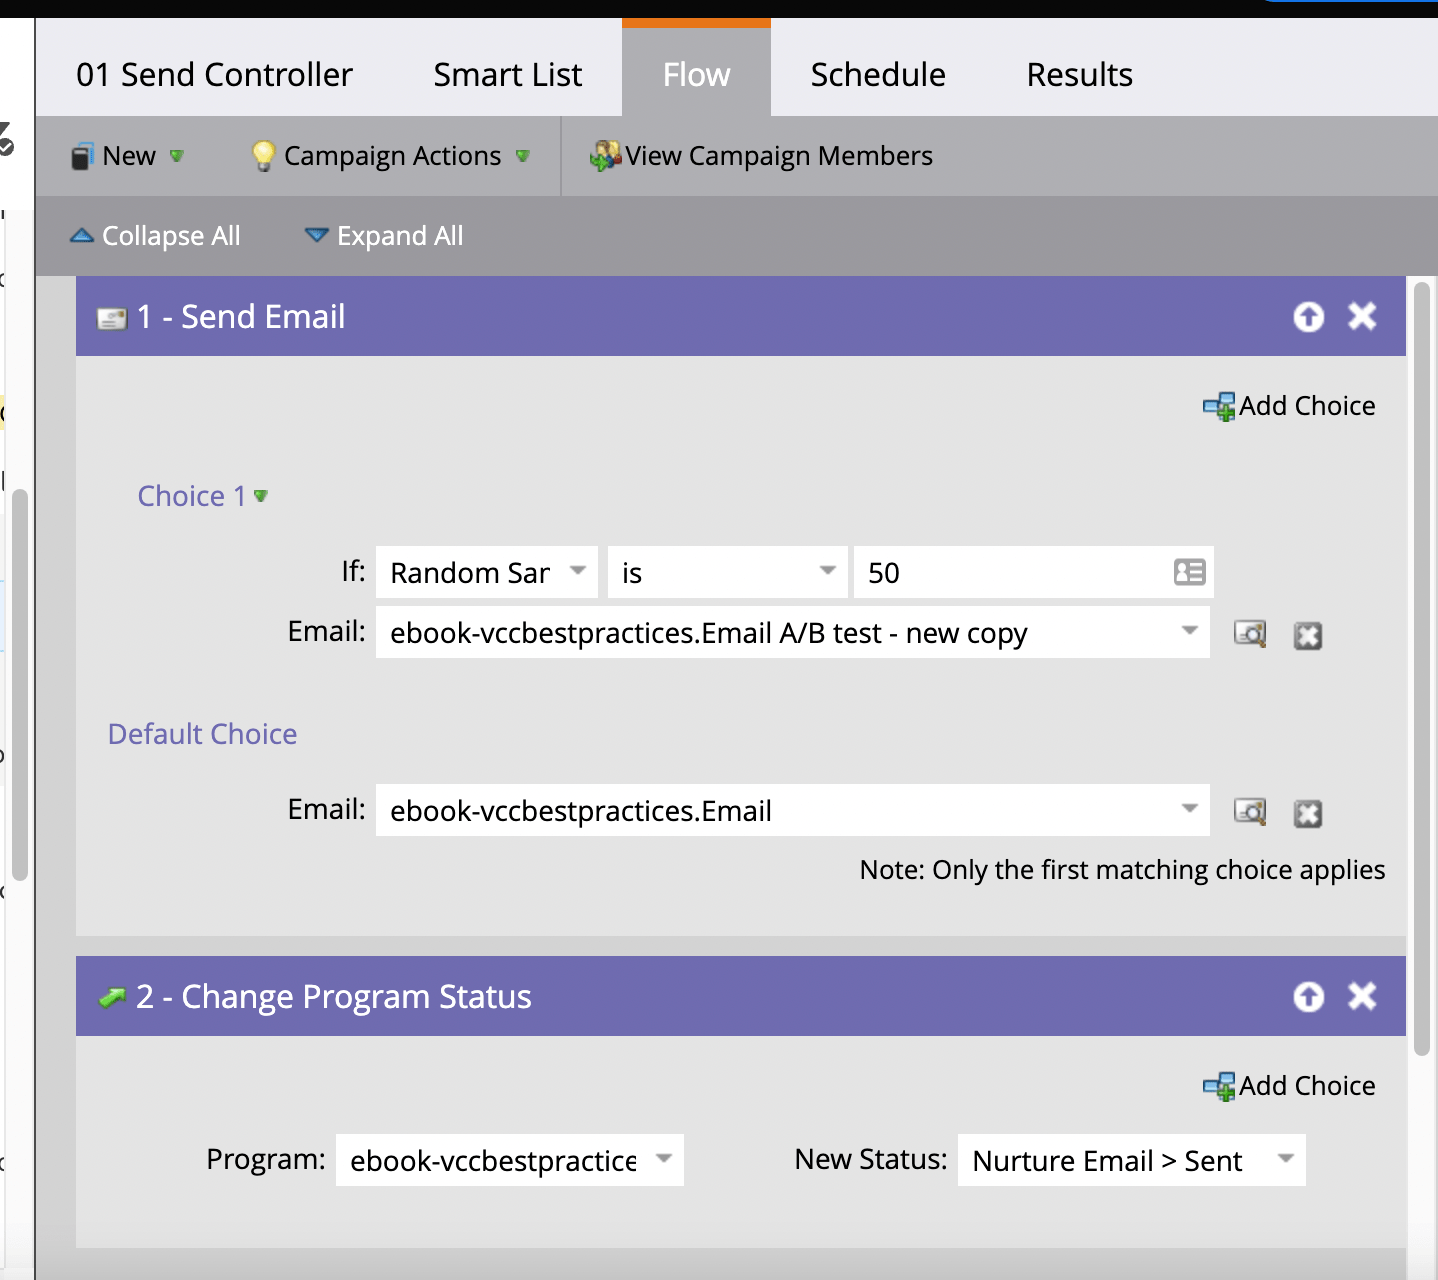 01 Send Controller Smart List Flow Schedule Results
New Campaign Actions View Campaign Members
Collapse All Expand All
1 - Send Email
Add Choice
Choice 1
If: Random Sar is 50
Email: ebook-vccbestpractices.Email A/B test - new copy
Default Choice
Email: ebook-vccbestpractices.Email
Note: Only the first matching choice applies
2 - Change Program Status
Add Choice
Program: ebook-vccbestpractice New Status: Nurture Email > Sent